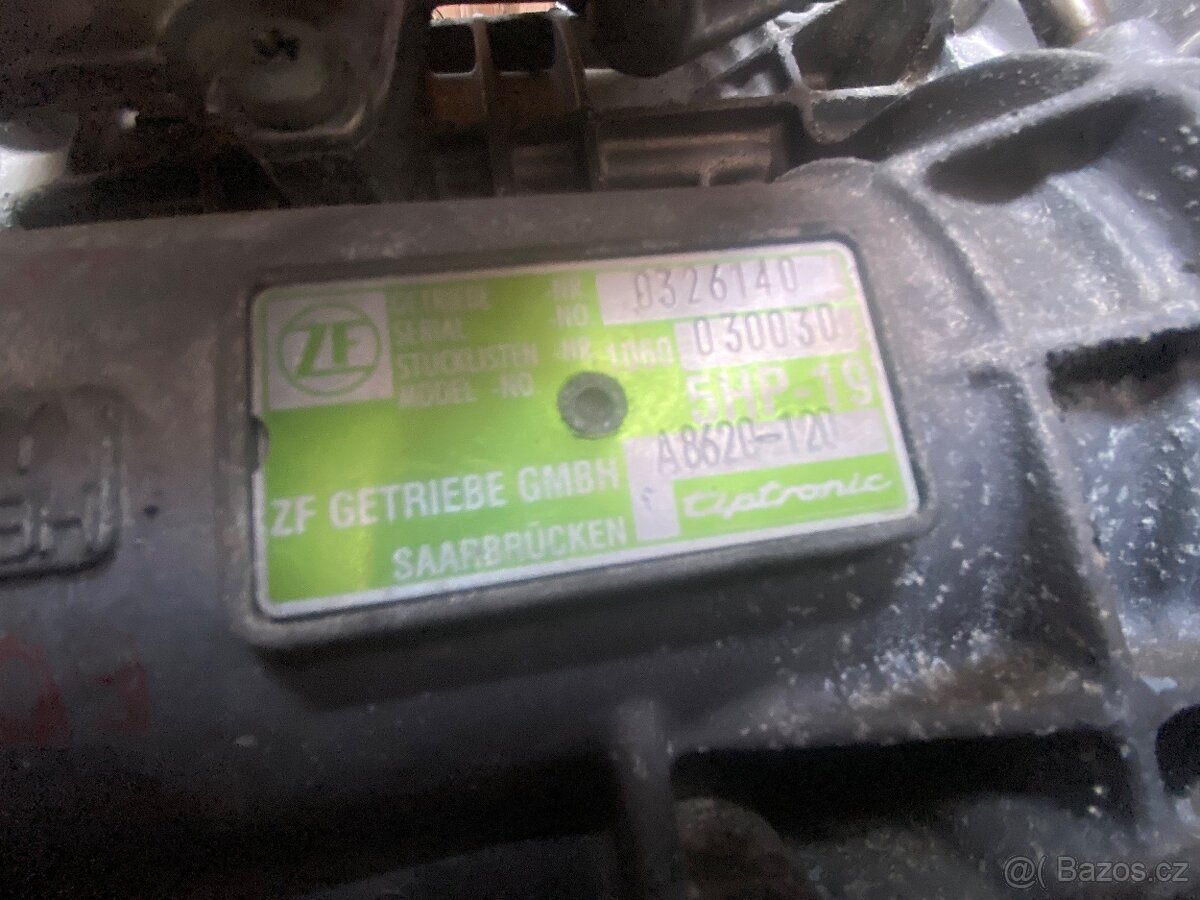 ZF
GETRIEBE -NR 0326140
SERIAL -NO
STÜCKLISTEN -NR 1060 030030
MODEL -NO 5HP-19
A8620-120
ZF GETRIEBE GMBH tiptronic
SAARBRÜCKEN
@( Bazos.cz